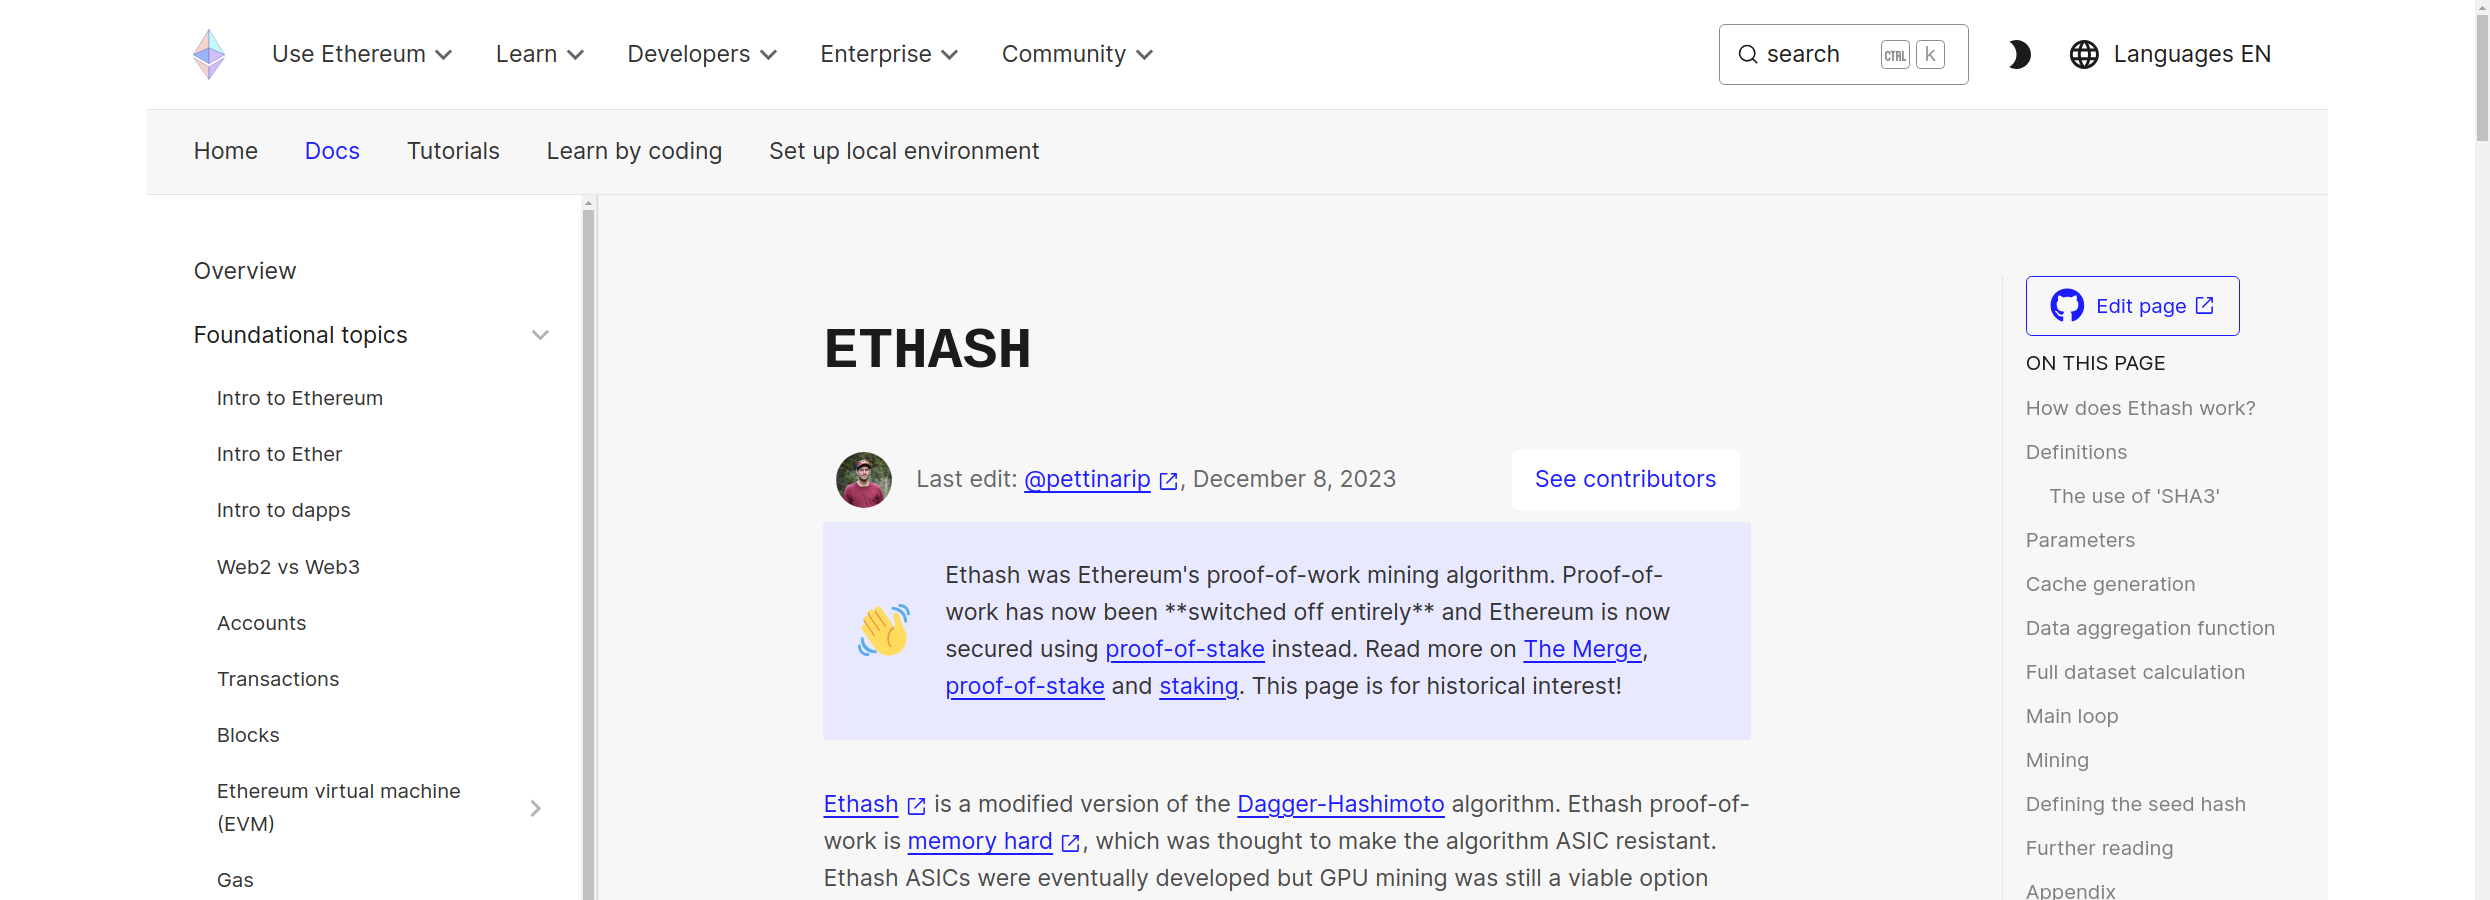 Use Ethereum Learn Developers Enterprise Community search CTRL k Languages EN
Home Docs Tutorials Learn by coding Set up local environment
Overview
Foundational topics
Intro to Ethereum
Intro to Ether
Intro to dapps
Web2 vs Web3
Accounts
Transactions
Blocks
Ethereum virtual machine
(EVM)
Gas
ETHASH
Last edit: @pettinarip, December 8, 2023 See contributors
Ethash was Ethereum's proof-of-work mining algorithm. Proof-of-
work has now been **switched off entirely** and Ethereum is now
secured using proof-of-stake instead. Read more on The Merge,
proof-of-stake and staking. This page is for historical interest!
Ethash is a modified version of the Dagger-Hashimoto algorithm. Ethash proof-of-
work is memory hard, which was thought to make the algorithm ASIC resistant.
Ethash ASICs were eventually developed but GPU mining was still a viable option
Edit page
ON THIS PAGE
How does Ethash work?
Definitions
The use of 'SHA3'
Parameters
Cache generation
Data aggregation function
Full dataset calculation
Main loop
Mining
Defining the seed hash
Further reading
Appendix